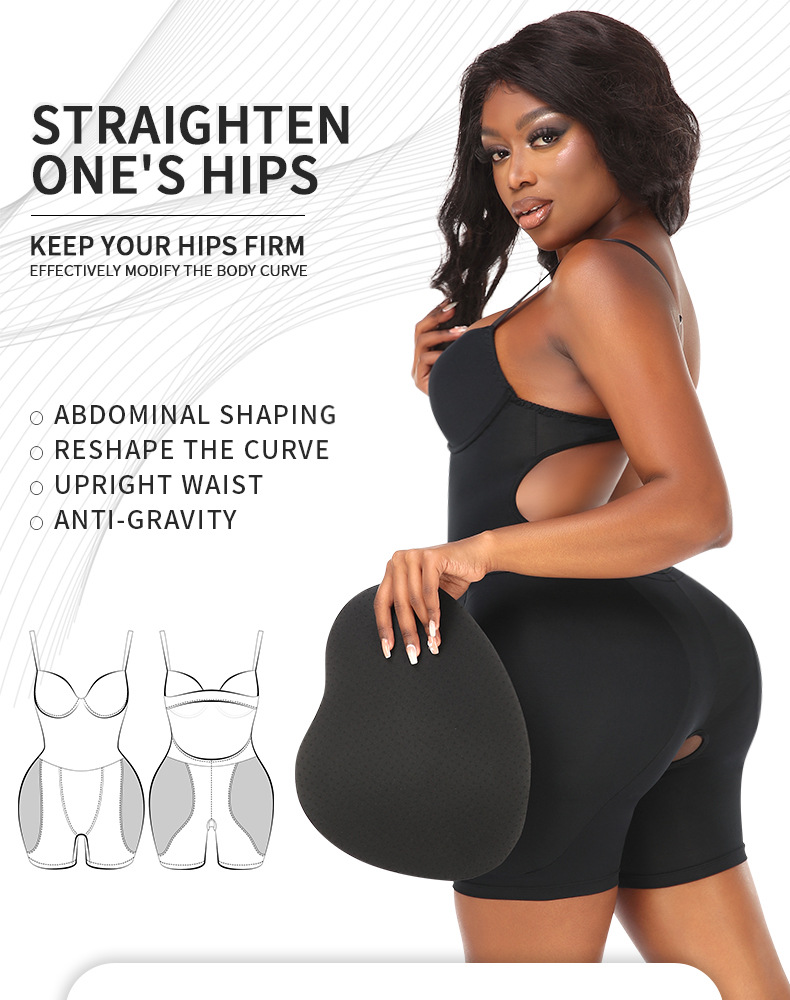 STRAIGHTEN
ONE'S HIPS
KEEP YOUR HIPS FIRM
EFFECTIVELY MODIFY THE BODY CURVE
ABDOMINAL SHAPING
RESHAPE THE CURVE
UPRIGHT WAIST
ANTI-GRAVITY